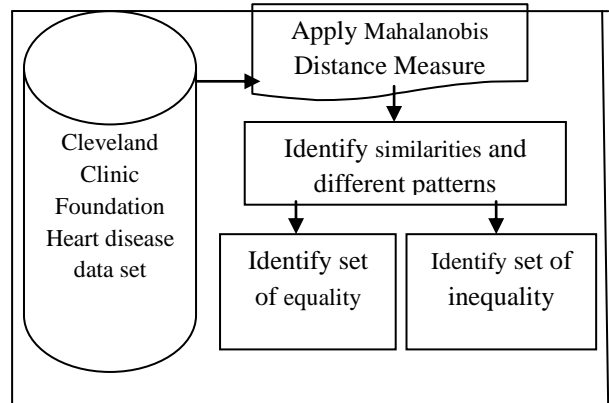 Cleveland
Clinic
Foundation
Heart disease
data set
Apply Mahalanobis
Distance Measure
Identify similarities and
different patterns
Identify set
of equality
Identify set of
inequality